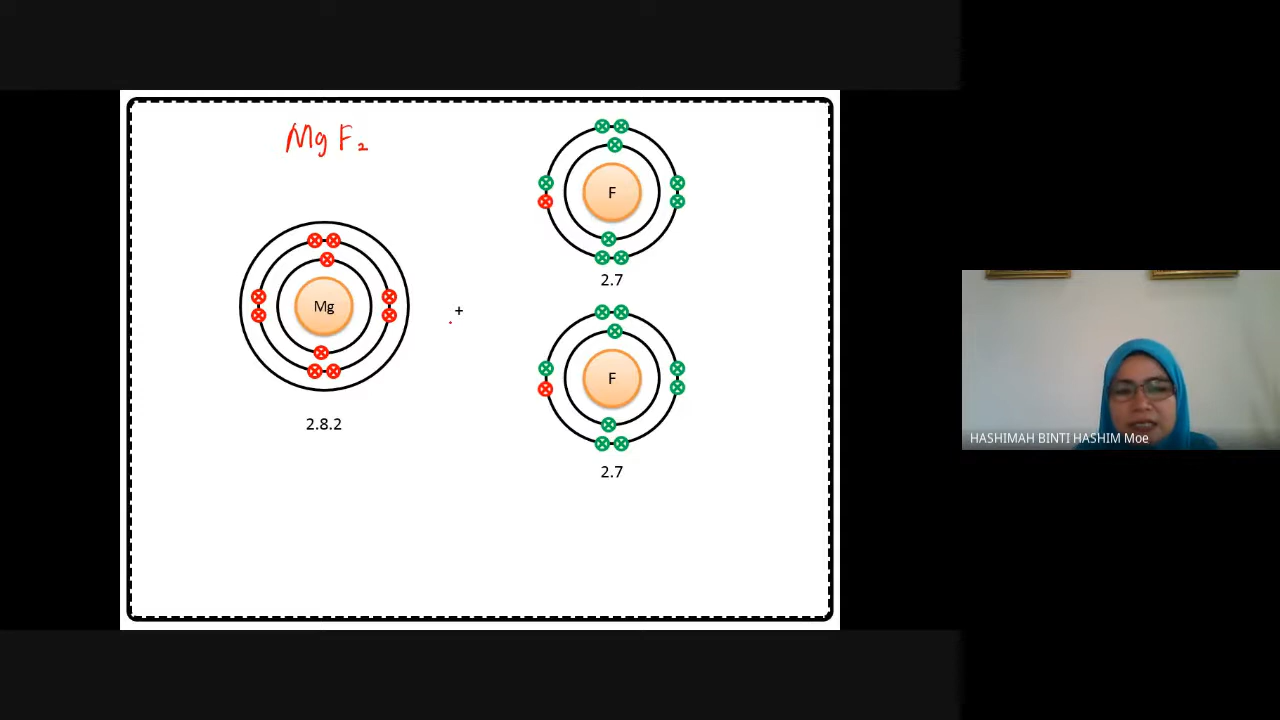 Mg F₂
F
2.7
Mg
+
2.8.2
F
2.7
HASHIMAH BINTI HASHIM Moe